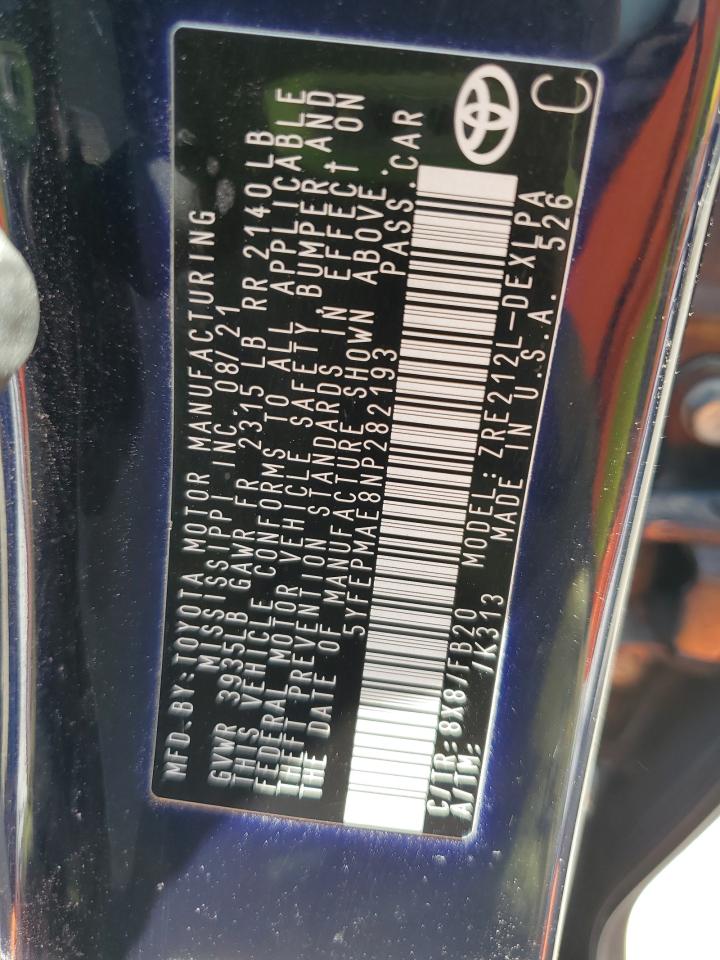 MFD. BY: TOYOTA MOTOR MANUFACTURING
MISSISSIPPI INC. 08/21
GVWR 3935LB GAWR FR 2315 LB RR 2140 LB
THIS VEHICLE CONFORMS TO ALL APPLICABLE
FEDERAL MOTOR VEHICLE SAFETY, BUMPER, AND
THEFT PREVENTION STANDARDS IN EFFECT ON
THE DATE OF MANUFACTURE SHOWN ABOVE.
5YFEPMAE8NP282193 PASS.CAR
C/TR: 8X8/FB20 MODEL: ZRE212L-DEXLPA
A/TM: /K313 MADE IN U.S.A. 526
C